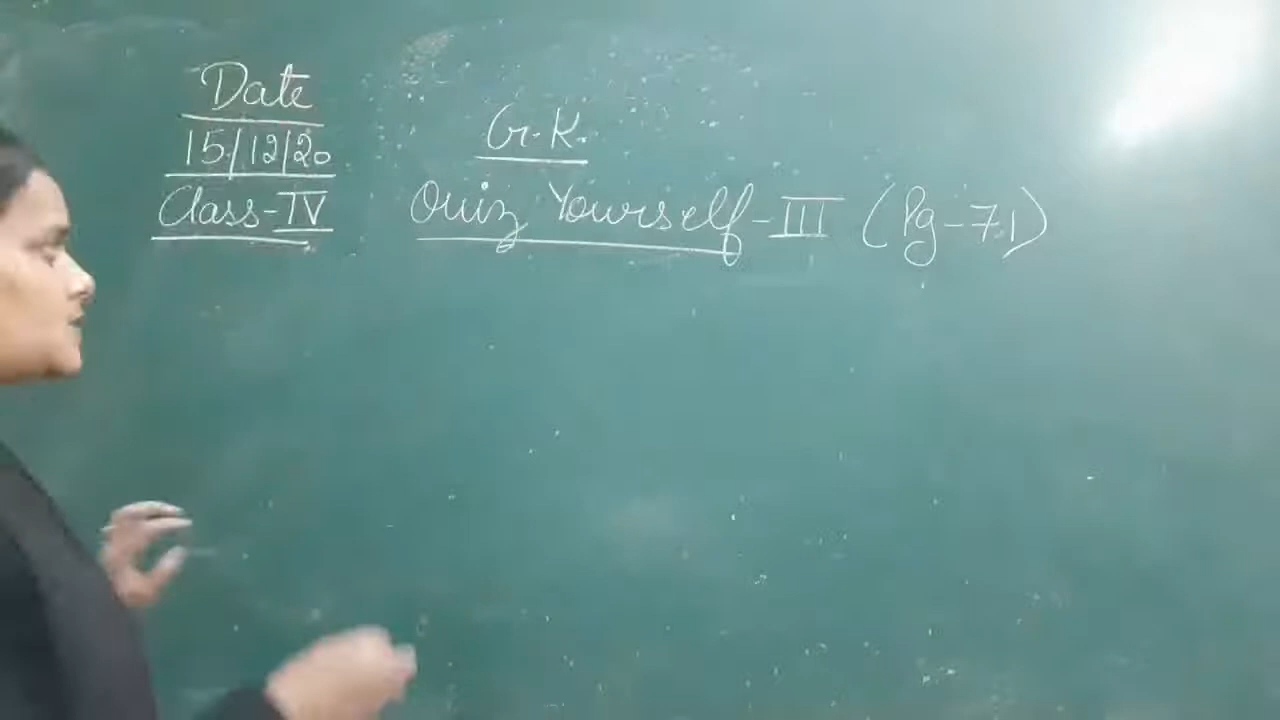 Date
15/12/20
Class-IV
G.K.
Quiz Yourself-III (Pg-71)